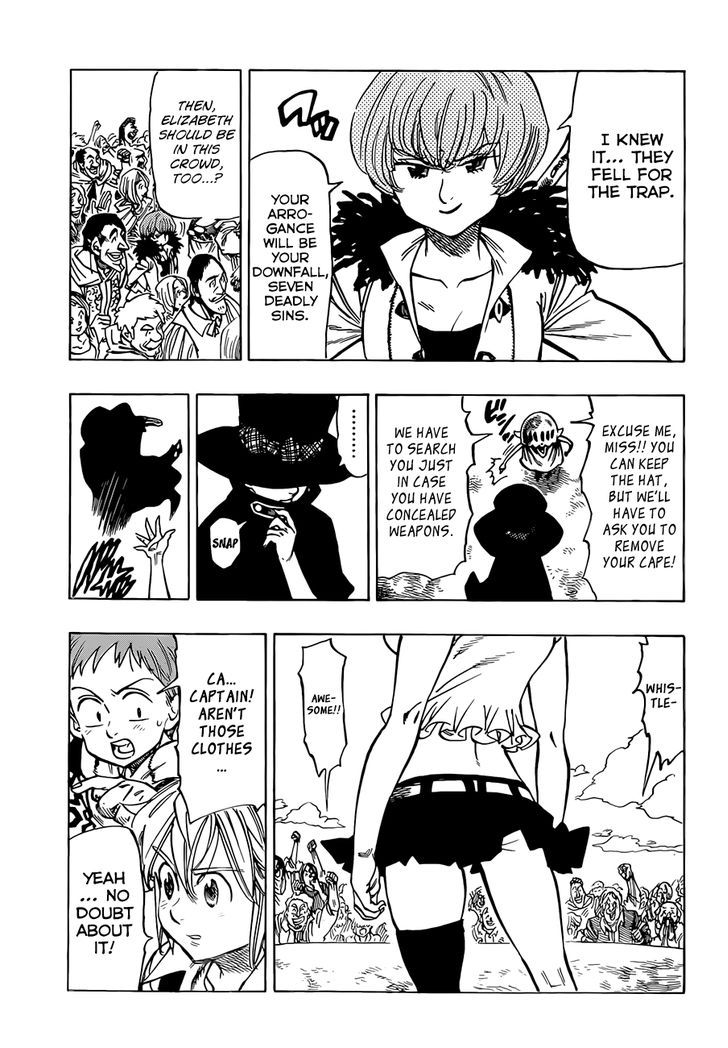 I KNEW
IT... THEY
FELL FOR
THE TRAP.
YOUR
ARRO-
GANCE
WILL BE
YOUR
DOWNFALL,
SEVEN
DEADLY
SINS.
THEN,
ELIZABETH
SHOULD BE
IN THIS
CROWD,
TOO...?
EXCUSE ME,
MISS!! YOU
CAN KEEP
THE HAT,
BUT WE'LL
HAVE TO
ASK YOU TO
REMOVE
YOUR CAPE!
WE HAVE
TO SEARCH
YOU JUST
IN CASE
YOU HAVE
CONCEALED
WEAPONS.
.........
SNAP
WHIS-
TLE-
AWE-
SOME!!
CA...
CAPTAIN!
AREN'T
THOSE
CLOTHES
...
YEAH
... NO
DOUBT
ABOUT
IT!